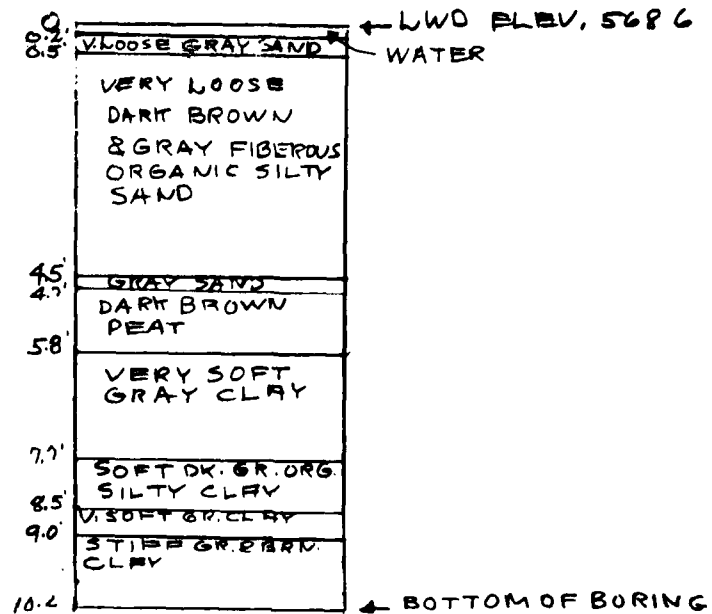 0
← LWD ELEV. 568 6
0.2'
WATER
0.5'
V. LOOSE GRAY SAND
VERY LOOSE
DARK BROWN
& GRAY FIBEROUS
ORGANIC SILTY
SAND
4.5'
GRAY SAND
4.7'
DARK BROWN
PEAT
5.8'
VERY SOFT
GRAY CLAY
7.7'
SOFT DK. GR. ORG.
SILTY CLAY
8.5'
V. SOFT GR. CLAY
9.0'
STIFF GR. & BRN.
CLAY
10.2
← BOTTOM OF BORING